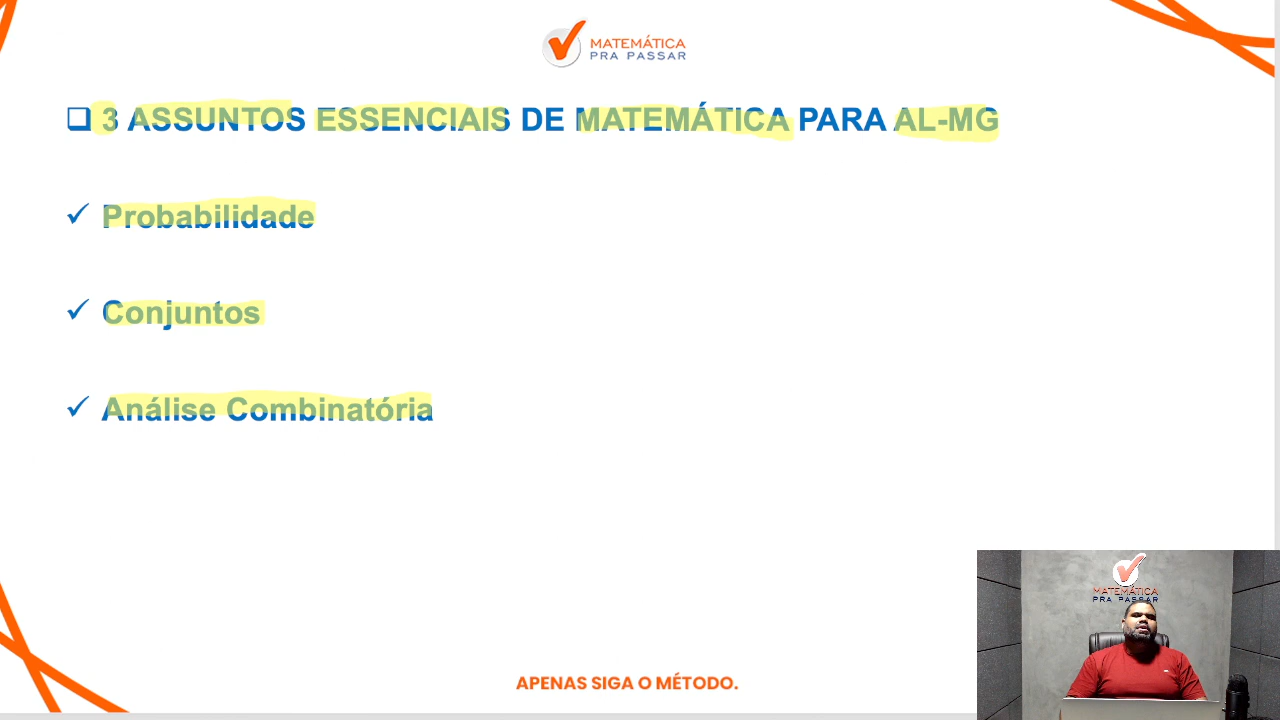 MATEMÁTICA
PRA PASSAR
3 ASSUNTOS ESSENCIAIS DE MATEMÁTICA PARA AL-MG
Probabilidade
Conjuntos
Análise Combinatória
MATEMÁTICA
PRA PASSAR
APENAS SIGA O MÉTODO.